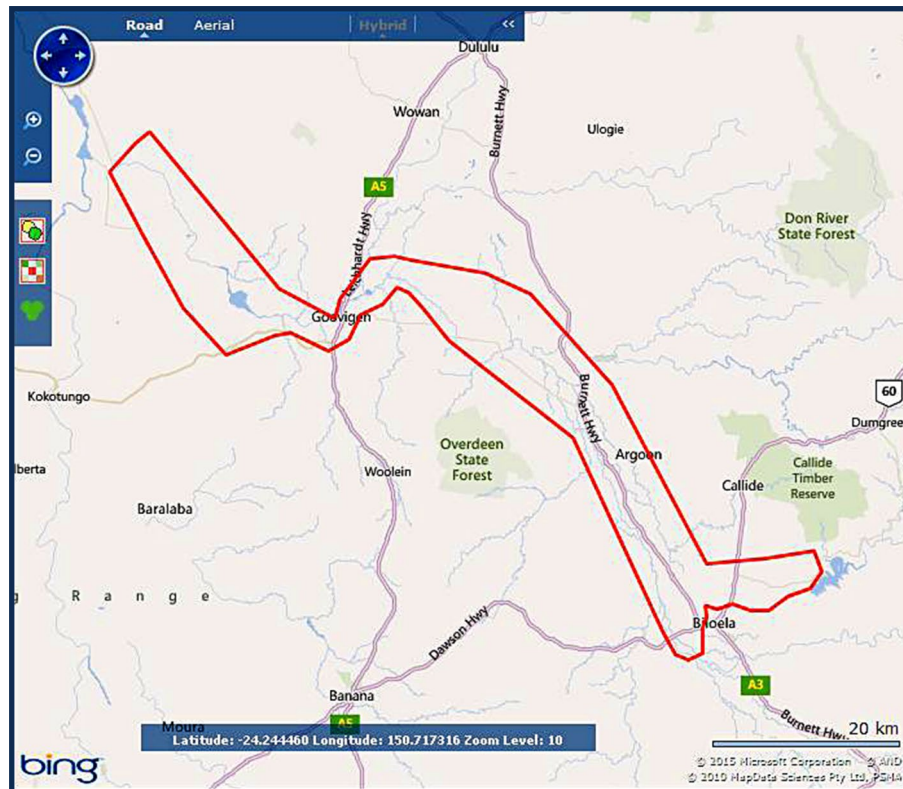 Road Aerial Hybrid <<
Dululu
Wowan
Burnett Hwy
Ulogie
A5
Don River
State Forest
Leichhardt Hwy
Goovigen
Kokotungo
Burnett Hwy
60
Dumgree
Overdeen
State
Forest
Argoon
lberta
Woolein
Callide
Callide
Timber
Reserve
Baralaba
g Range
Dawson Hwy
Biloela
Banana
A3
Moura
A5
Burnett Hwy
Latitude: -24.244460 Longitude: 150.717316 Zoom Level: 10
20 km
bing
© 2015 Microsoft Corporation © AND
© 2010 MapData Sciences Pty Ltd, PSMA